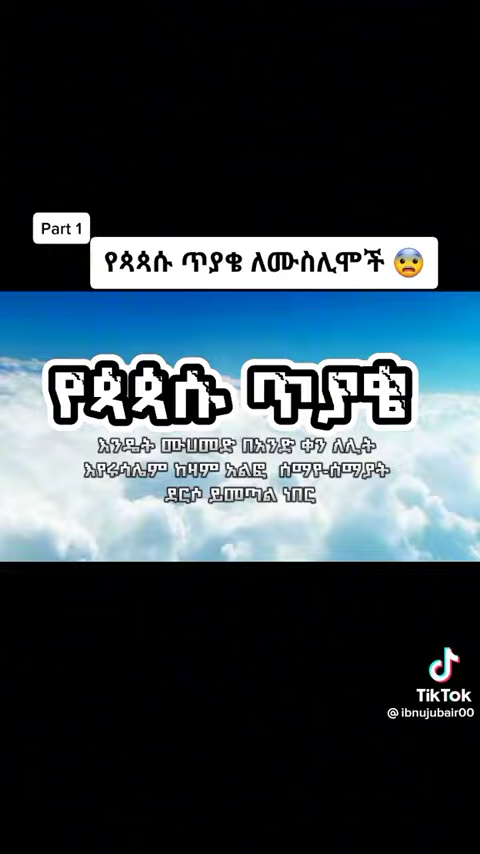 Part 1
የጳጳሱ ጥያቄ ለሙስሊሞች 😨
የጳጳሱ ጥያቄ
እንዴት ሙሀመድ በአንድ ቀን ለሊት
እየሩሳሌም ከዛም አልፎ ሰማየ-ሰማያት
ደርሶ ይመጣል ነበር
TikTok
@ibnujubair00